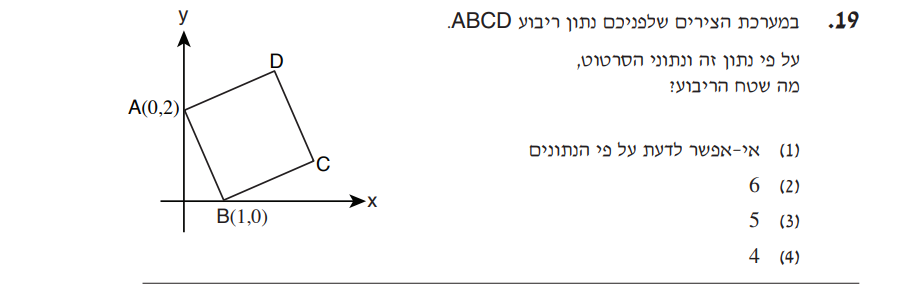 19. במערכת הצירים שלפניכם נתון ריבוע ABCD.
על פי נתון זה ונתוני הסרטוט,
מה שטח הריבוע?
(1) אי-אפשר לדעת על פי הנתונים
(2) 6
(3) 5
(4) 4
y
D
A(0,2)
C
x
B(1,0)